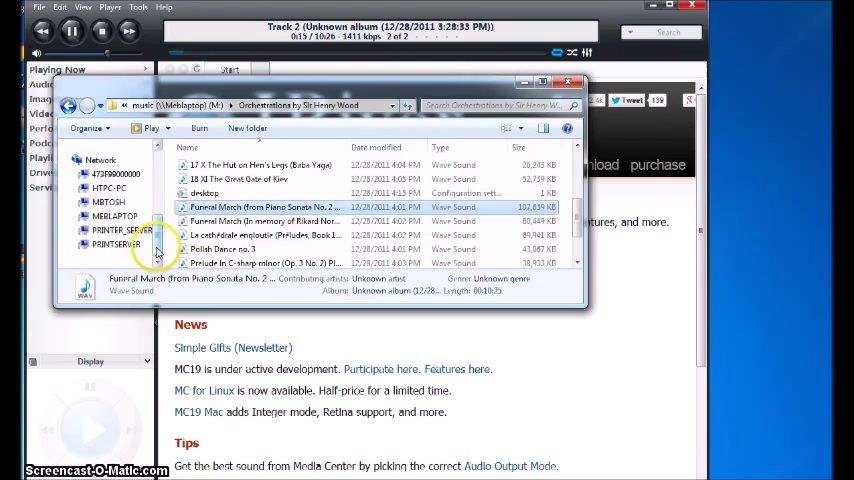 File Edit View Player Tools Help
Track 2 (Unknown album (12/28/2011 3:28:33 PM))
0:15 / 10:26 - 1411 kbps 2 of 2
Search
Playing Now
Start
Audio
music (\\Meblaptop) (M:) Orchestrations by Sir Henry Wood
Search Orchestrations by Sir Henry W...
Tweet 139
Organize Play Burn New folder
Network
473F99000000
HTPC-PC
MBTOSH
MEBLAPTOP
PRINTER_SERVER
PRINTSERVER
Name Date modified Type Size
17 X The Hut on Hen's Legs (Baba Yaga) 12/28/2011 4:04 PM Wave Sound 26,243 KB
18 XI The Great Gate of Kiev 12/28/2011 4:05 PM Wave Sound 52,739 KB
desktop 12/28/2011 4:15 PM Configuration sett... 1 KB
Funeral March (from Piano Sonata No. 2 ... 12/28/2011 4:01 PM Wave Sound 107,639 KB
Funeral March (In memory of Rikard Nor... 12/28/2011 4:01 PM Wave Sound 80,449 KB
La cathédrale engloutie (Préludes, Book 1... 12/28/2011 4:01 PM Wave Sound 69,941 KB
Polish Dance no. 3 12/28/2011 4:02 PM Wave Sound 43,067 KB
Prelude in C-sharp minor (Op. 3 No. 2) Pl... 12/28/2011 4:01 PM Wave Sound 38,933 KB
nload purchase
atures, and more.
Funeral March (from Piano Sonata No. 2 ... Contributing artists: Unknown artist Genre: Unknown genre
Wave Sound Album: Unknown album (12/28/... Length: 00:10:25
WAV
News
Simple Gifts (Newsletter)
MC19 is under active development. Participate here. Features here.
MC for Linux is now available. Half-price for a limited time.
MC19 Mac adds Integer mode, Retina support, and more.
Tips
Get the best sound from Media Center by picking the correct Audio Output Mode.
Display
Screencast-O-Matic.com